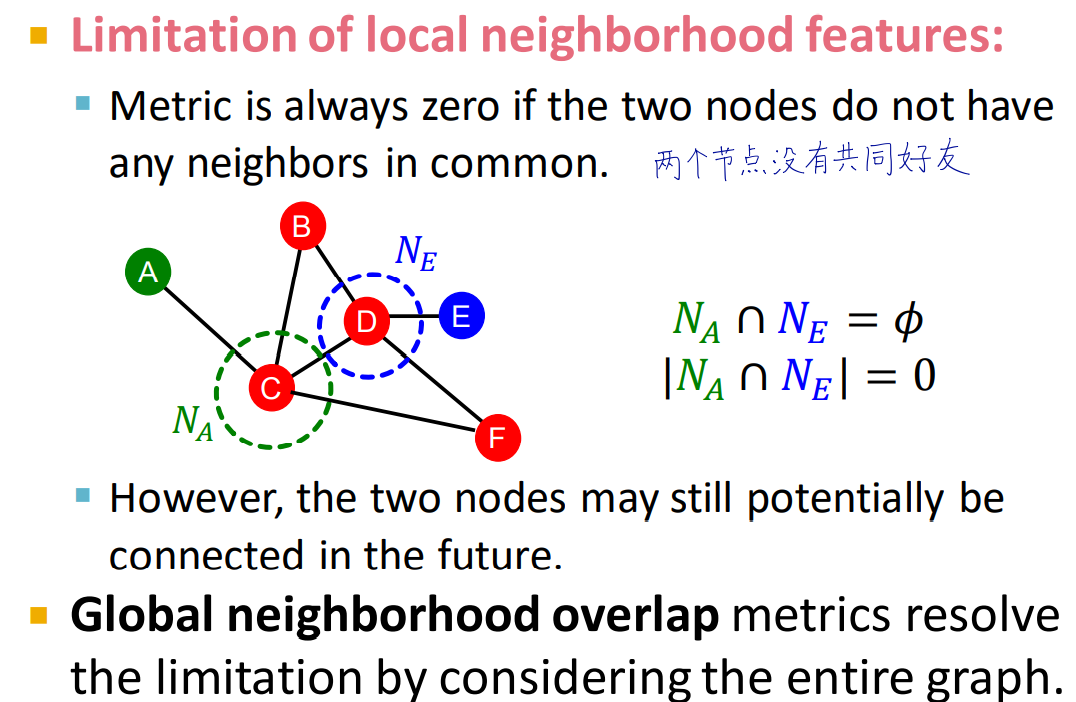 Limitation of local neighborhood features:
Metric is always zero if the two nodes do not have
any neighbors in common. 两个节点没有共同好友
B
N_E
A
D
E
N_A ∩ N_E = ϕ
|N_A ∩ N_E| = 0
C
N_A
F
However, the two nodes may still potentially be
connected in the future.
Global neighborhood overlap metrics resolve
the limitation by considering the entire graph.